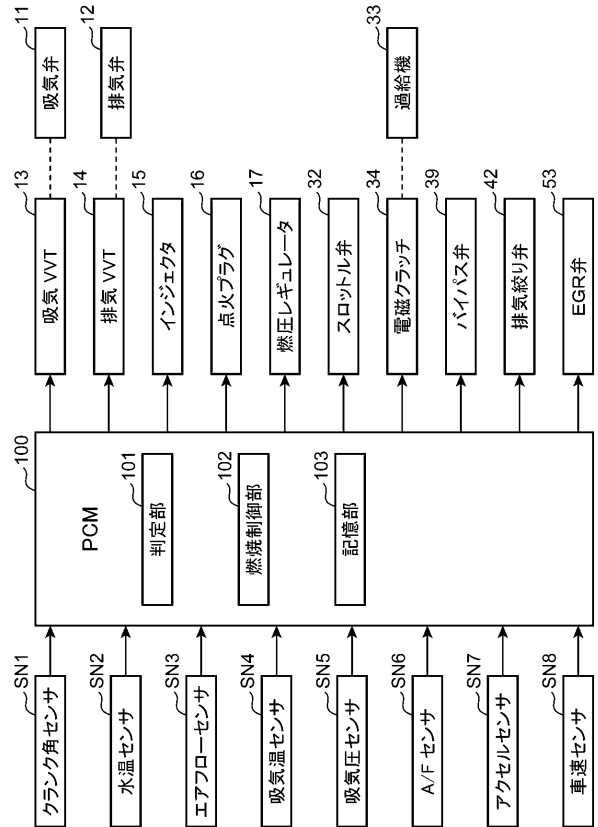 SN1
クランク角センサ
SN2
水温センサ
SN3
エアフローセンサ
SN4
吸気温センサ
SN5
吸気圧センサ
SN6
A/F センサ
SN7
アクセルセンサ
SN8
車速センサ
100
PCM
101
判定部
102
燃焼制御部
103
記憶部
13
吸気 VVT
14
排気 VVT
15
インジェクタ
16
点火プラグ
17
燃圧レギュレータ
32
スロットル弁
34
電磁クラッチ
39
バイパス弁
42
排気絞り弁
53
EGR弁
11
吸気弁
12
排気弁
33
過給機